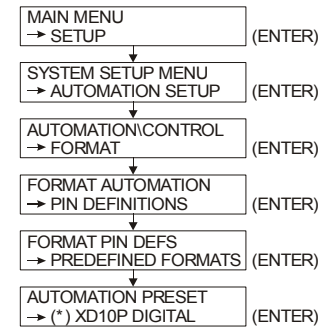 MAIN MENU
→ SETUP (ENTER)
SYSTEM SETUP MENU
→ AUTOMATION SETUP (ENTER)
AUTOMATION\CONTROL
→ FORMAT (ENTER)
FORMAT AUTOMATION
→ PIN DEFINITIONS (ENTER)
FORMAT PIN DEFS
→ PREDEFINED FORMATS (ENTER)
AUTOMATION PRESET
→ (*) XD10P DIGITAL (ENTER)